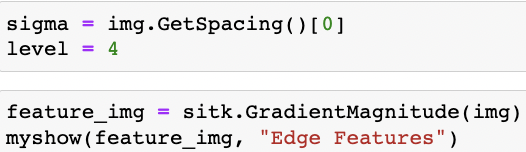 sigma = img.GetSpacing()[0]
level = 4
feature_img = sitk.GradientMagnitude(img)
myshow(feature_img, "Edge Features")